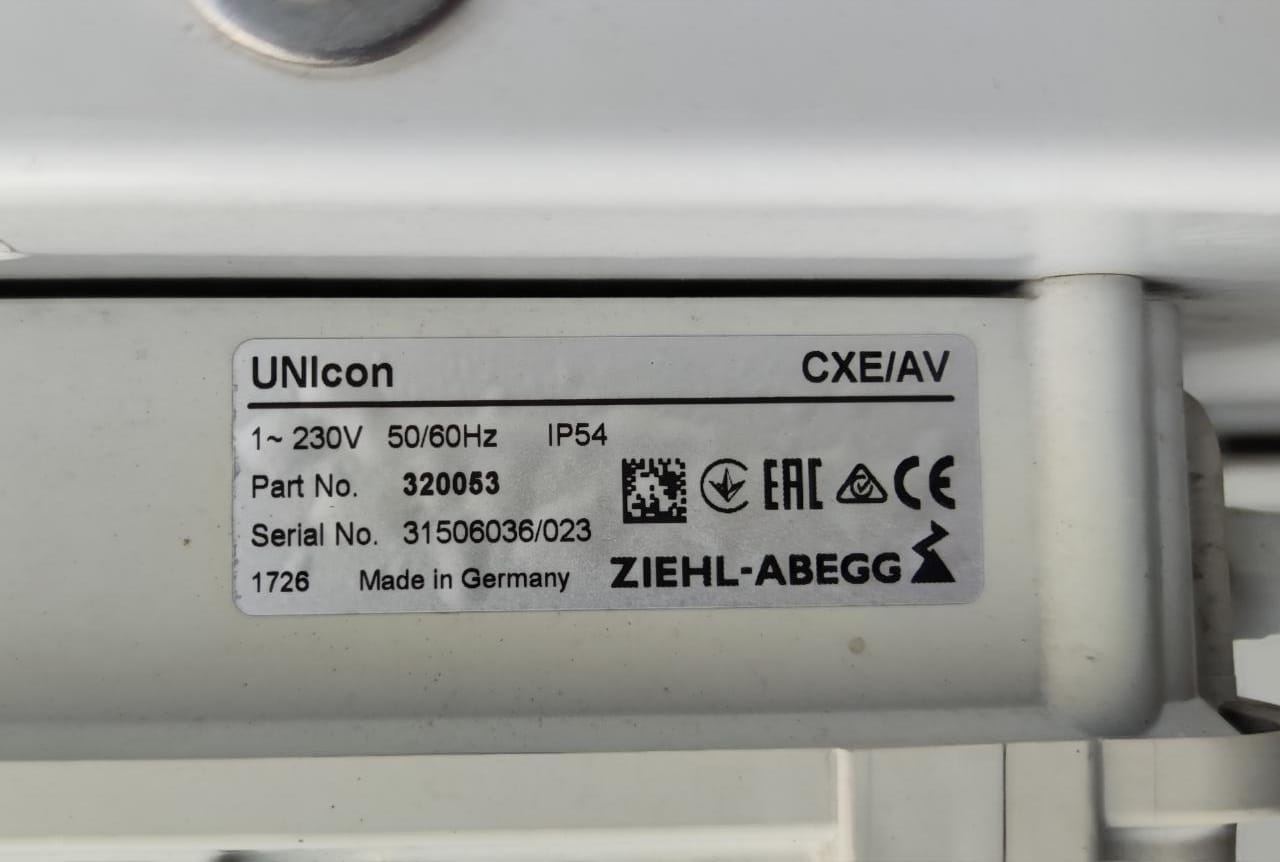 UNIcon CXE/AV
1~ 230V 50/60Hz IP54
Part No. 320053
EAC CE
Serial No. 31506036/023
1726 Made in Germany ZIEHL-ABEGG